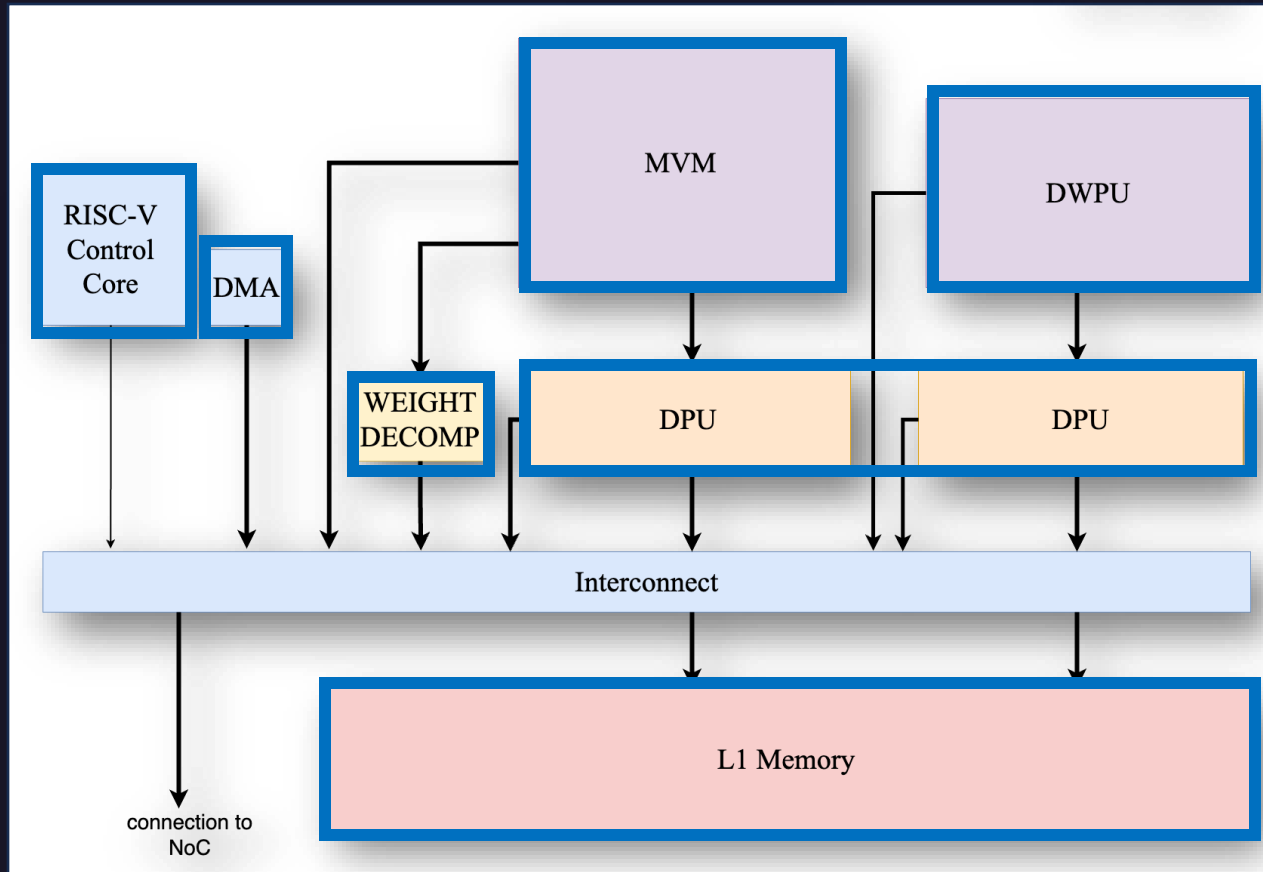 MVM
DWPU
RISC-V
Control
Core
DMA
WEIGHT
DECOMP
DPU
DPU
Interconnect
L1 Memory
connection to
NoC